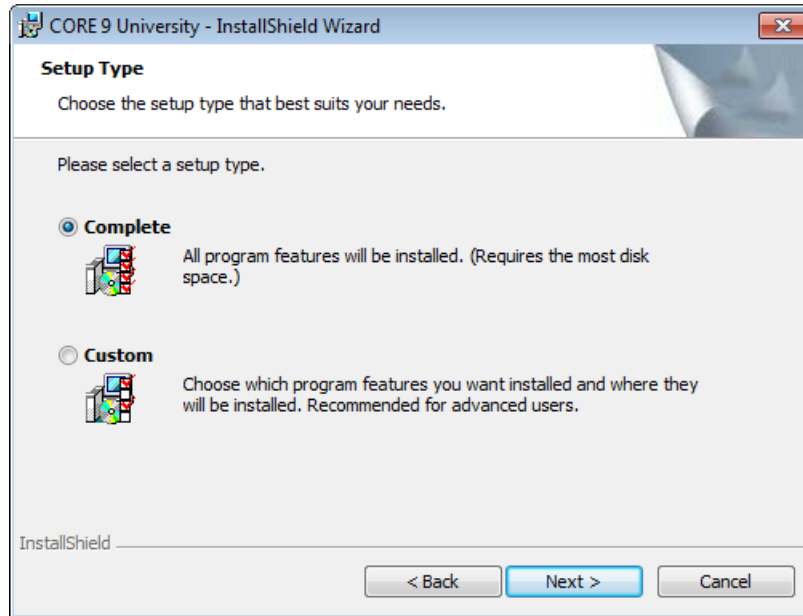 CORE 9 University - InstallShield Wizard
Setup Type
Choose the setup type that best suits your needs.
Please select a setup type.
Complete
All program features will be installed. (Requires the most disk
space.)
Custom
Choose which program features you want installed and where they
will be installed. Recommended for advanced users.
InstallShield
< Back
Next >
Cancel